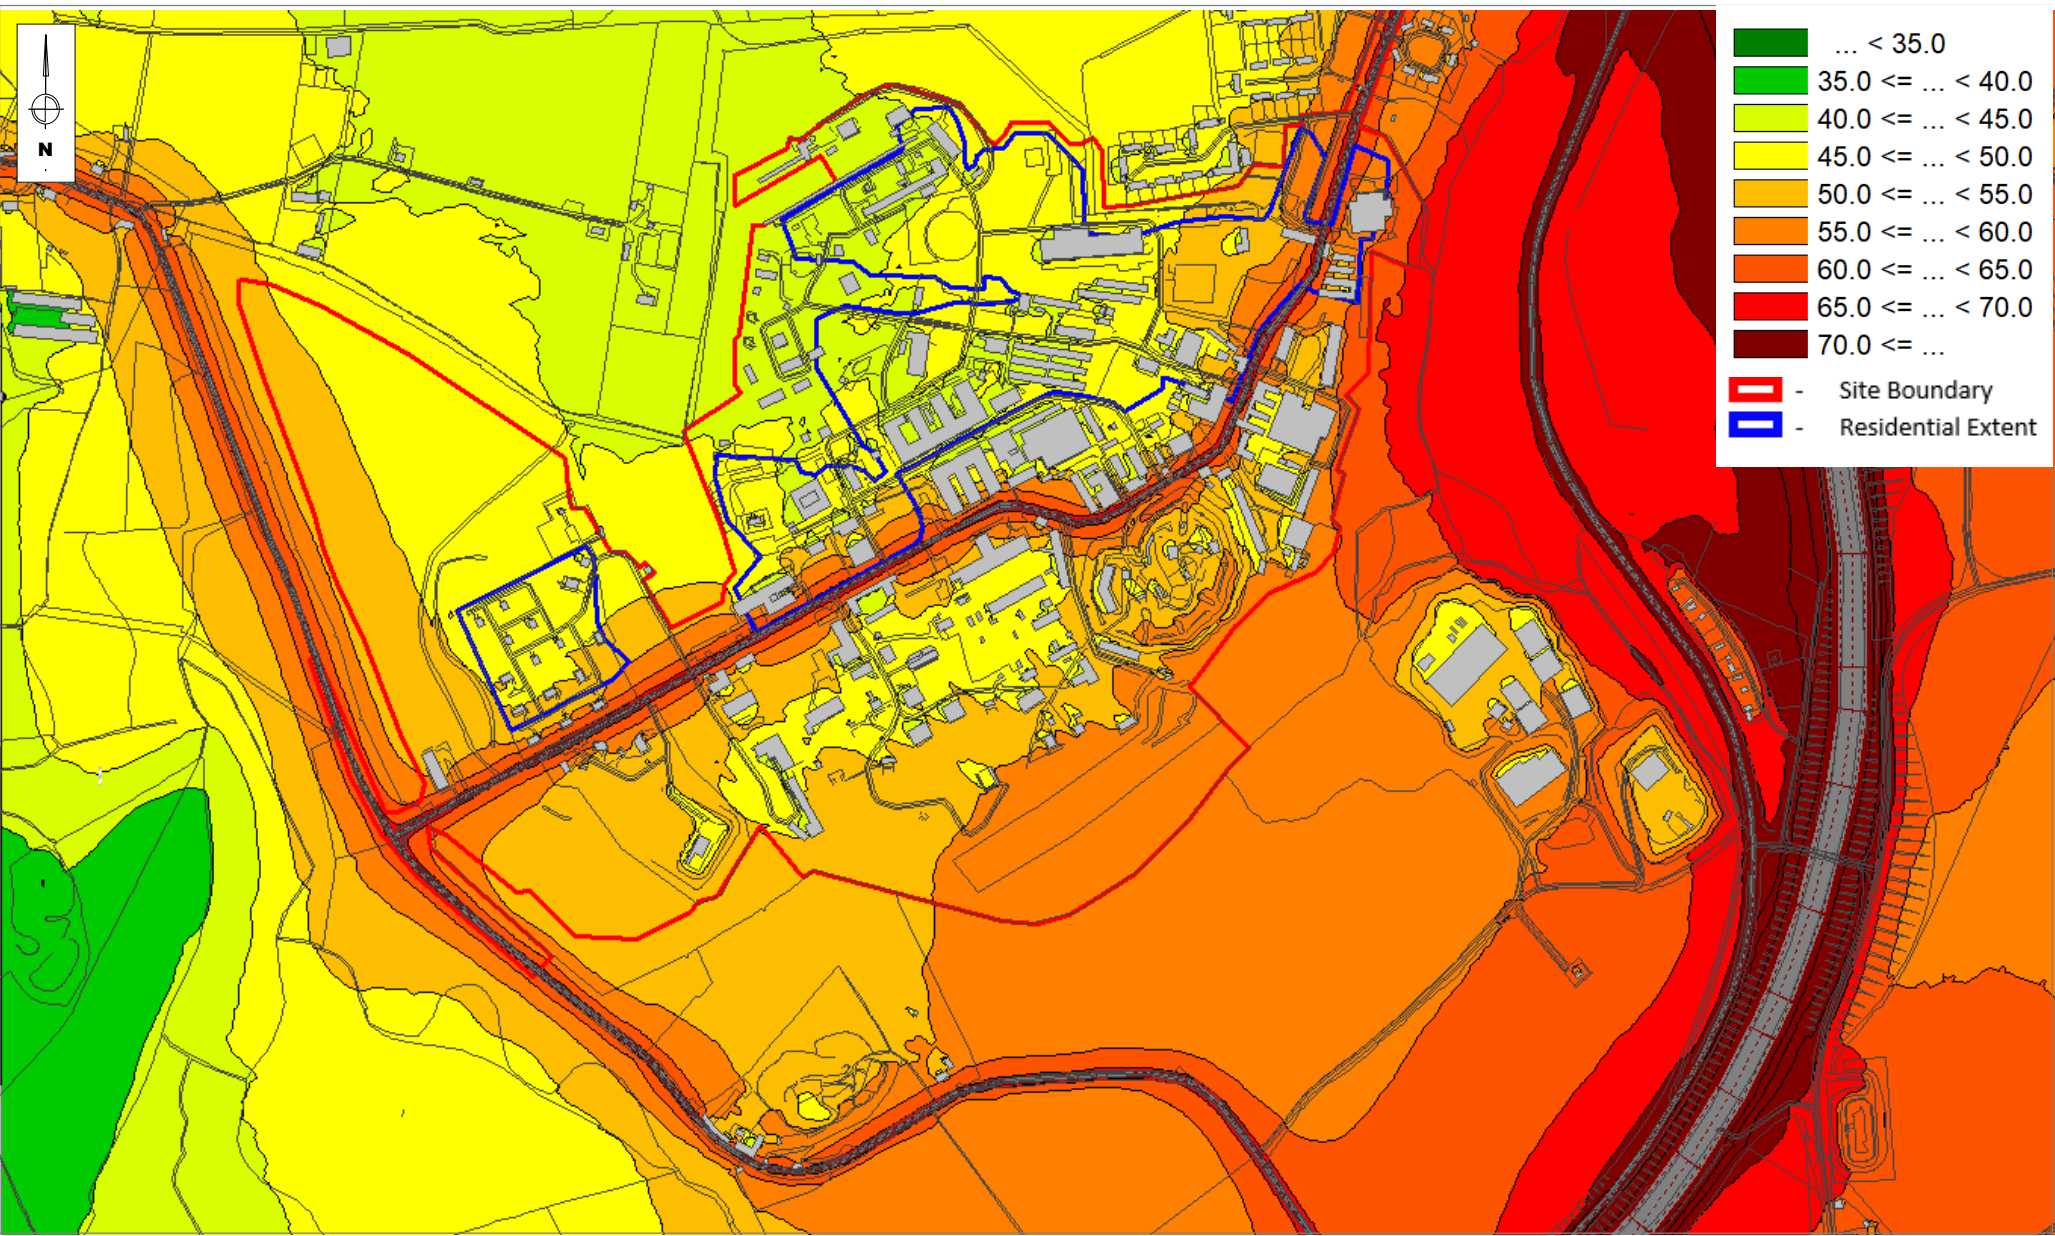 N
... < 35.0
35.0 <= ... < 40.0
40.0 <= ... < 45.0
45.0 <= ... < 50.0
50.0 <= ... < 55.0
55.0 <= ... < 60.0
60.0 <= ... < 65.0
65.0 <= ... < 70.0
70.0 <= ...
- Site Boundary
- Residential Extent